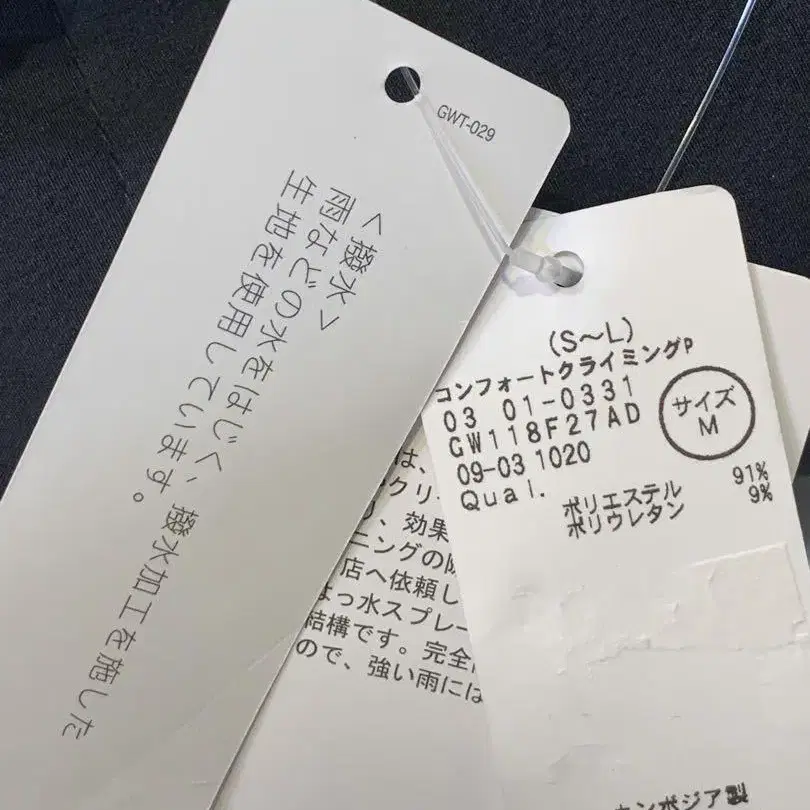 GWT-029
＜撥水＞
雨などの水をはじく、撥水加工を施した
生地を使用しています。
(S～L)
コンフォートクライミングP
03 01-0331
GW118F27AD
09-03 1020
Qual.
サイズ
M
ポリエステル 91%
ポリウレタン 9%
は、
クリー
、効果
ニングの
店へ依頼し
っ水スプレー
結構です。完全
ので、強い雨には
カンボジア製